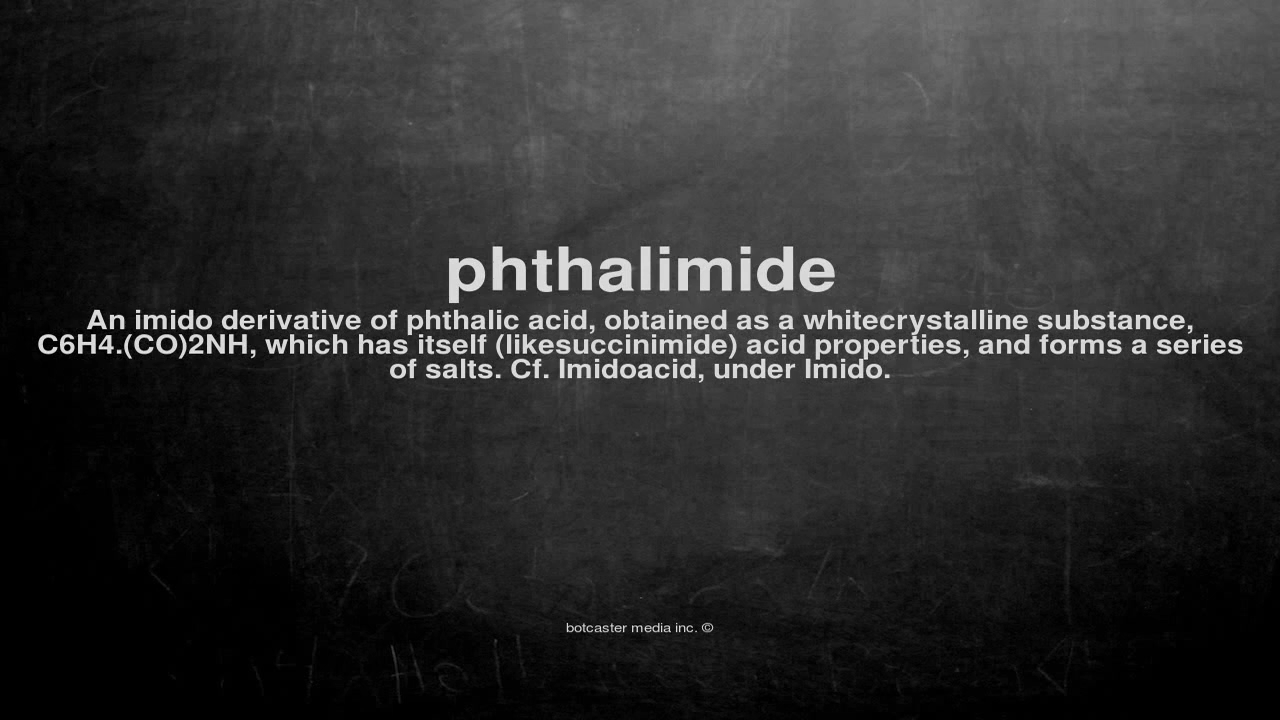 phthalimide
An imido derivative of phthalic acid, obtained as a whitecrystalline substance,
C6H4.(CO)2NH, which has itself (likesuccinimide) acid properties, and forms a series
of salts. Cf. Imidoacid, under Imido.
botcaster media inc. ©